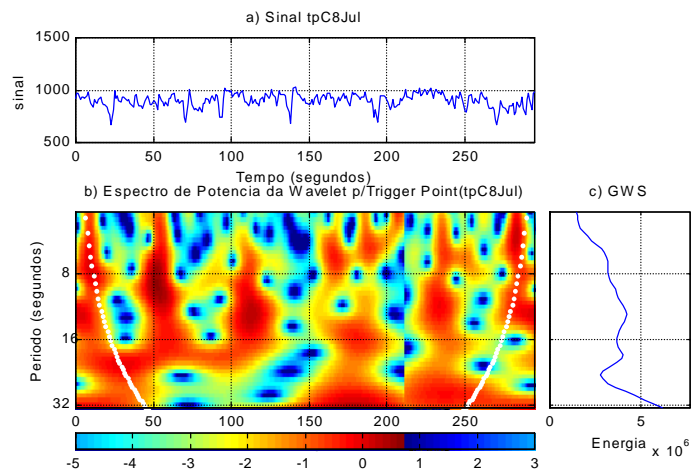 a) Sinal tpC8Jul
1500
1000
500
sinal
0 50 100 150 200 250
Tempo (segundos)
b) Espectro de Potencia da Wavelet p/Trigger Point(tpC8Jul)
c) GWS
8
16
32
Periodo (segundos)
0 50 100 150 200 250
0 5
Energia x 10^6
-5 -4 -3 -2 -1 0 1 2 3